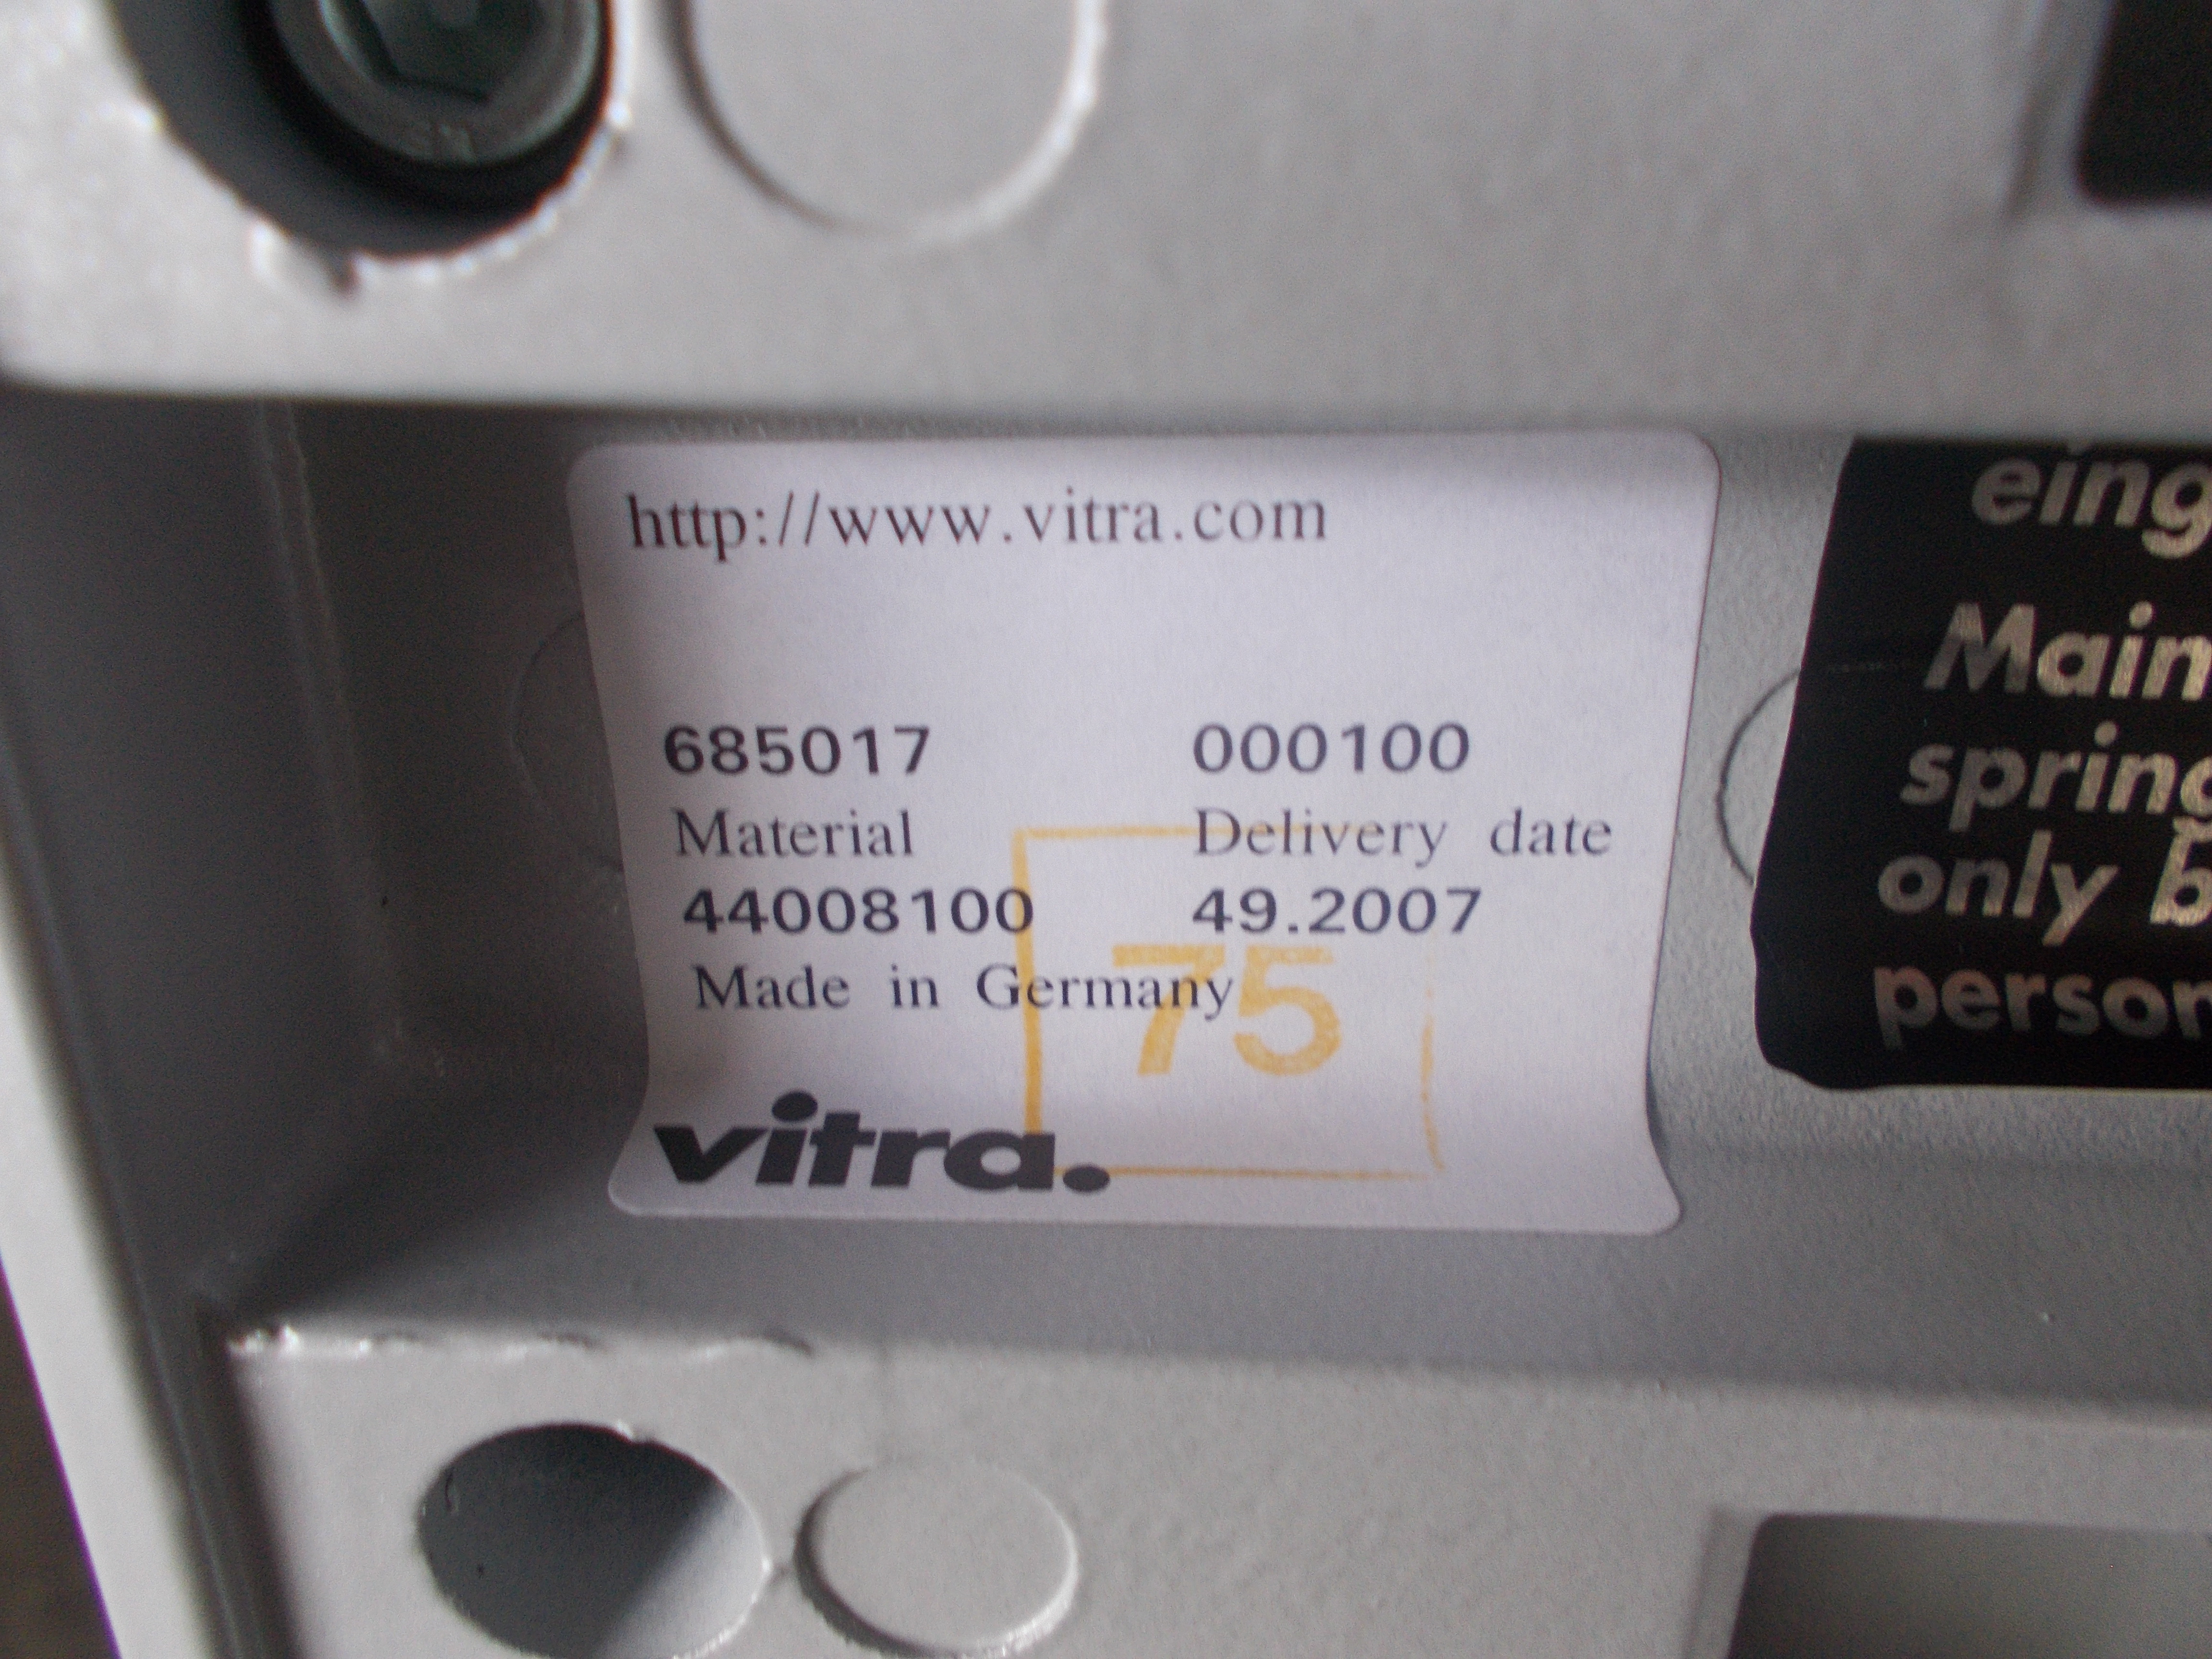 http://www.vitra.com
685017 000100
Material Delivery date
44008100 49.2007
Made in Germany
75
vitra.
eing
Main
spring
only b
person